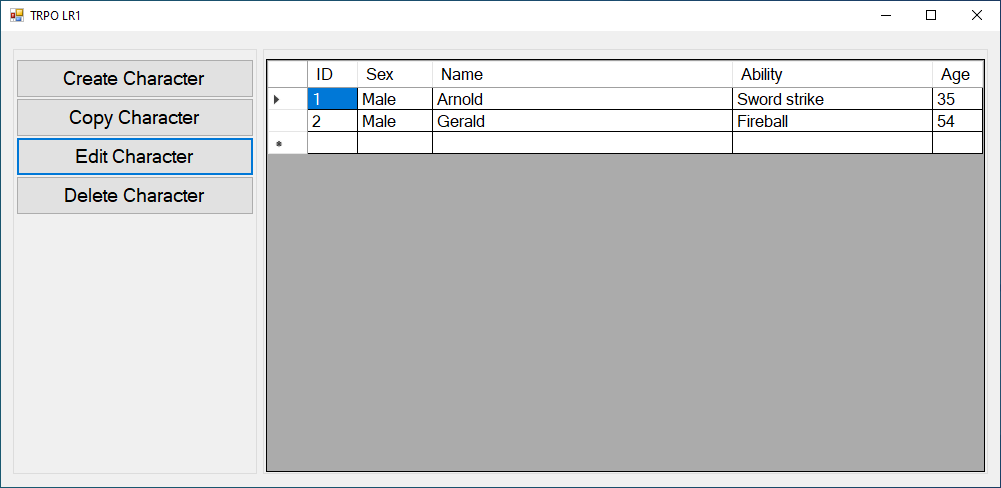 TRPO LR1
Create Character
Copy Character
Edit Character
Delete Character
ID Sex Name Ability Age
1 Male Arnold Sword strike 35
2 Male Gerald Fireball 54
*